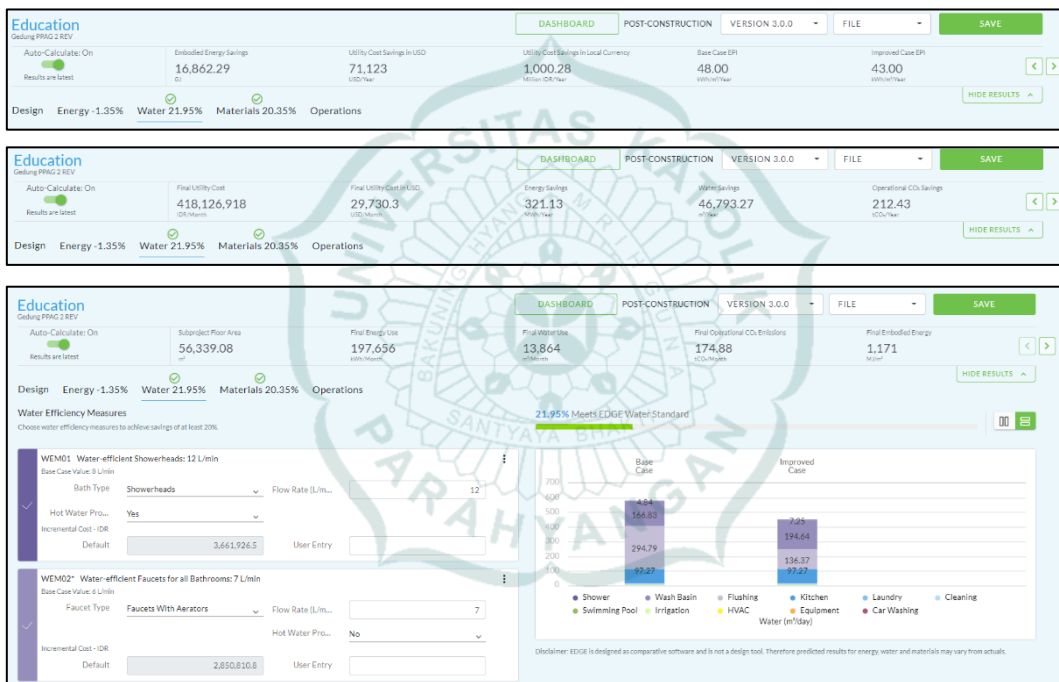 Education
Gedung PPAG 2 REV
DASHBOARD POST-CONSTRUCTION VERSION 3.0.0 FILE SAVE
Auto-Calculate: On Embodied Energy Savings Utility Cost Savings in USD Utility Cost Savings in Local Currency Base Case EPI Improved Case EPI
16,862.29 71,123 1,000.28 48.00 43.00
Results are latest GJ USD/Year Million IDR/Year kWh/m²/Year kWh/m²/Year
HIDE RESULTS
Design Energy -1.35% Water 21.95% Materials 20.35% Operations
Education
Gedung PPAG 2 REV
DASHBOARD POST-CONSTRUCTION VERSION 3.0.0 FILE SAVE
Auto-Calculate: On Final Utility Cost Final Utility Cost in USD Energy Savings Water Savings Operational CO₂ Savings
418,126,918 29,730.3 321.13 46,793.27 212.43
Results are latest IDR/Month USD/Month MWh/Year m³/Year tCO₂/Year
HIDE RESULTS
Design Energy -1.35% Water 21.95% Materials 20.35% Operations
Education
Gedung PPAG 2 REV
DASHBOARD POST-CONSTRUCTION VERSION 3.0.0 FILE SAVE
Auto-Calculate: On Subproject Floor Area Final Energy Use Final Water Use Final Operational CO₂ Emissions Final Embodied Energy
56,339.08 197,656 13,864 174.88 1,171
Results are latest m² kWh/Month m³/Month tCO₂/Month MJ/m²
HIDE RESULTS
Design Energy -1.35% Water 21.95% Materials 20.35% Operations
Water Efficiency Measures
Choose water efficiency measures to achieve savings of at least 20%.
WEM01 Water-efficient Showerheads: 12 L/min
Base Case Value: 8 L/min
Bath Type Showerheads Flow Rate (L/m... 12
Hot Water Pro... Yes
Incremental Cost - IDR
Default 3,661,926.5 User Entry
WEM02* Water-efficient Faucets for all Bathrooms: 7 L/min
Base Case Value: 6 L/min
Faucet Type Faucets With Aerators Flow Rate (L/m... 7
Hot Water Pro... No
Incremental Cost - IDR
Default 2,850,810.8 User Entry
21.95% Meets EDGE Water Standard
Base Case
Improved Case
700
600
500
400
300
200
100
0
4.84
166.83
294.79
97.27
7.25
194.64
136.37
97.27
Shower Wash Basin Flushing Kitchen Laundry Cleaning
Swimming Pool Irrigation HVAC Equipment Car Washing
Water (m³/day)
Disclaimer: EDGE is designed as comparative software and is not a design tool. Therefore predicted results for energy, water and materials may vary from actuals.
UNIVERSITAS KATOLIK
PARAHYANGAN
BAKUNING HYANG MRIH GUNA
SANTYAYA BHAKTI